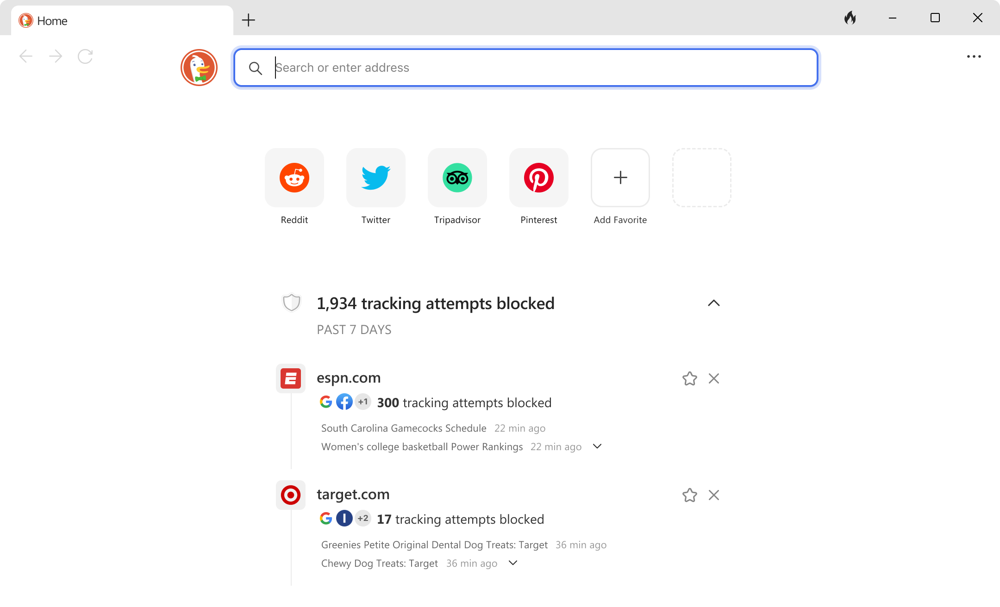 Home
Search or enter address
Reddit
Twitter
Tripadvisor
Pinterest
Add Favorite
1,934 tracking attempts blocked
PAST 7 DAYS
espn.com
+1 300 tracking attempts blocked
South Carolina Gamecocks Schedule 22 min ago
Women's college basketball Power Rankings 22 min ago
target.com
+2 17 tracking attempts blocked
Greenies Petite Original Dental Dog Treats: Target 36 min ago
Chewy Dog Treats: Target 36 min ago